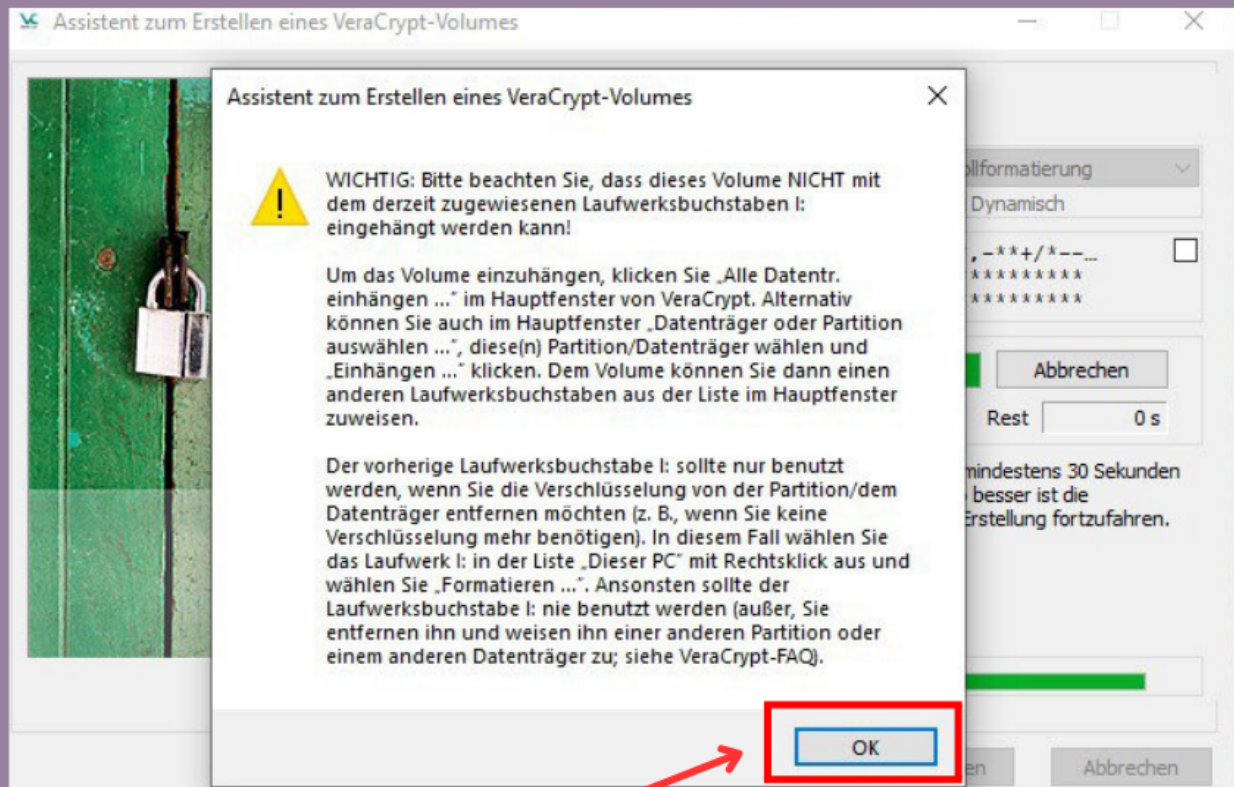 Assistent zum Erstellen eines VeraCrypt-Volumes
Assistent zum Erstellen eines VeraCrypt-Volumes
WICHTIG: Bitte beachten Sie, dass dieses Volume NICHT mit
dem derzeit zugewiesenen Laufwerksbuchstaben I:
eingehängt werden kann!
Um das Volume einzuhängen, klicken Sie „Alle Datentr.
einhängen ...“ im Hauptfenster von VeraCrypt. Alternativ
können Sie auch im Hauptfenster „Datenträger oder Partition
auswählen ...“, diese(n) Partition/Datenträger wählen und
„Einhängen ...“ klicken. Dem Volume können Sie dann einen
anderen Laufwerksbuchstaben aus der Liste im Hauptfenster
zuweisen.
Der vorherige Laufwerksbuchstabe I: sollte nur benutzt
werden, wenn Sie die Verschlüsselung von der Partition/dem
Datenträger entfernen möchten (z. B., wenn Sie keine
Verschlüsselung mehr benötigen). In diesem Fall wählen Sie
das Laufwerk I: in der Liste „Dieser PC“ mit Rechtsklick aus und
wählen Sie „Formatieren ...“. Ansonsten sollte der
Laufwerksbuchstabe I: nie benutzt werden (außer, Sie
entfernen ihn und weisen ihn einer anderen Partition oder
einem anderen Datenträger zu; siehe VeraCrypt-FAQ).
OK
ollformatierung
Dynamisch
,-**+/*--...
*********
*********
Abbrechen
Rest 0 s
mindestens 30 Sekunden
besser ist die
Erstellung fortzufahren.
en
Abbrechen